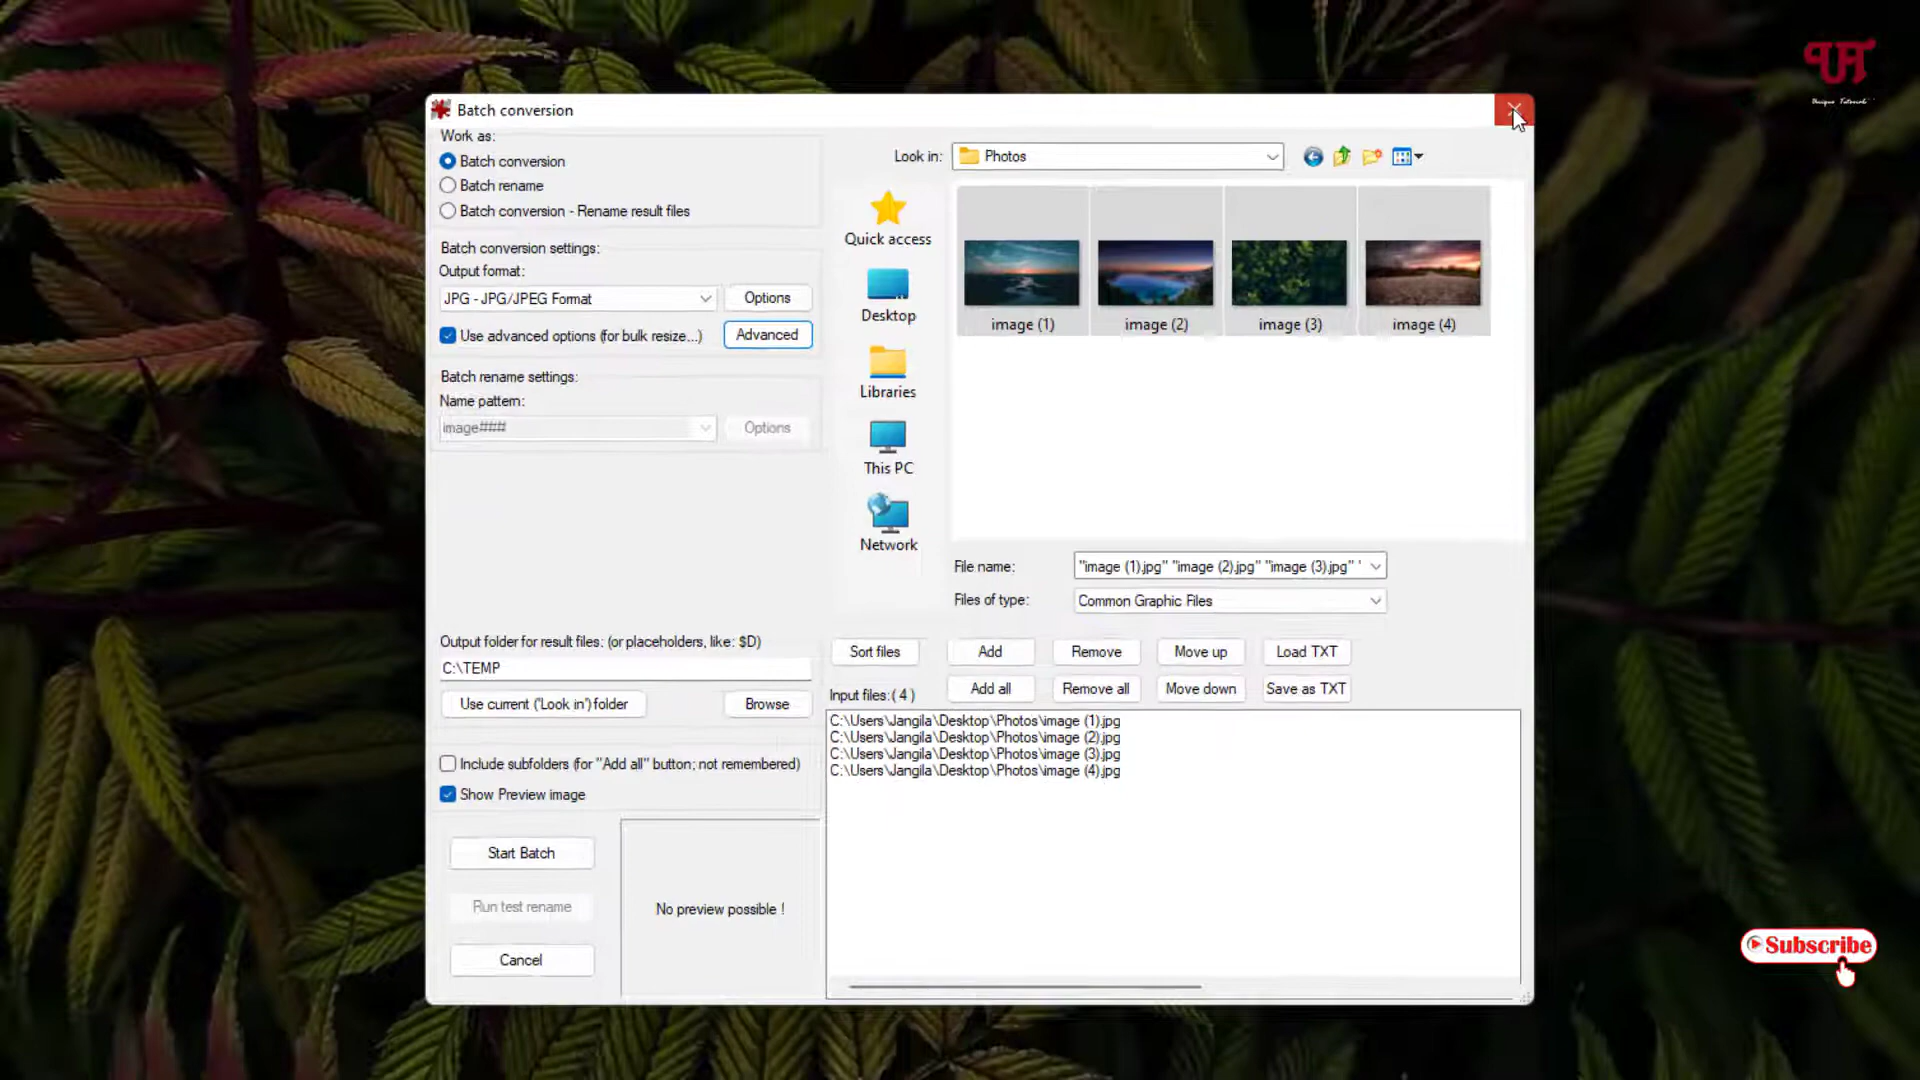 UT
Unique Tutorial
Batch conversion
Work as:
Batch conversion
Batch rename
Batch conversion - Rename result files
Batch conversion settings:
Output format:
JPG - JPG/JPEG Format
Options
Use advanced options (for bulk resize...)
Advanced
Batch rename settings:
Name pattern:
image###
Options
Output folder for result files: (or placeholders, like: $D)
C:\TEMP
Use current ('Look in') folder
Browse
Include subfolders (for "Add all" button; not remembered)
Show Preview image
Start Batch
Run test rename
Cancel
No preview possible !
Look in:
Photos
Quick access
Desktop
Libraries
This PC
Network
image (1)
image (2)
image (3)
image (4)
File name:
"image (1).jpg" "image (2).jpg" "image (3).jpg" "
Files of type:
Common Graphic Files
Sort files
Add
Remove
Move up
Load TXT
Input files: ( 4 )
Add all
Remove all
Move down
Save as TXT
C:\Users\Jangila\Desktop\Photos\image (1).jpg
C:\Users\Jangila\Desktop\Photos\image (2).jpg
C:\Users\Jangila\Desktop\Photos\image (3).jpg
C:\Users\Jangila\Desktop\Photos\image (4).jpg
Subscribe